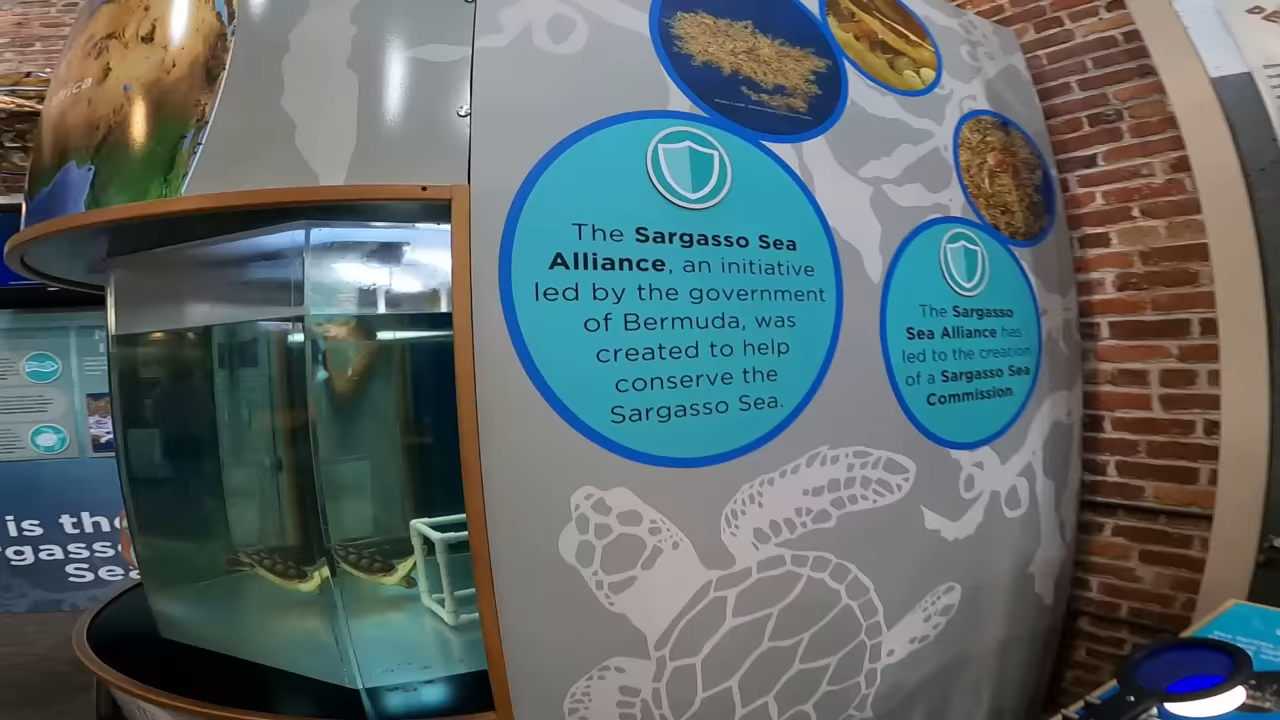 The Sargasso Sea
Alliance, an initiative
led by the government
of Bermuda, was
created to help
conserve the
Sargasso Sea.
The Sargasso
Sea Alliance has
led to the creation
of a Sargasso Sea
Commission.
is the
rgasso
Sea
rica